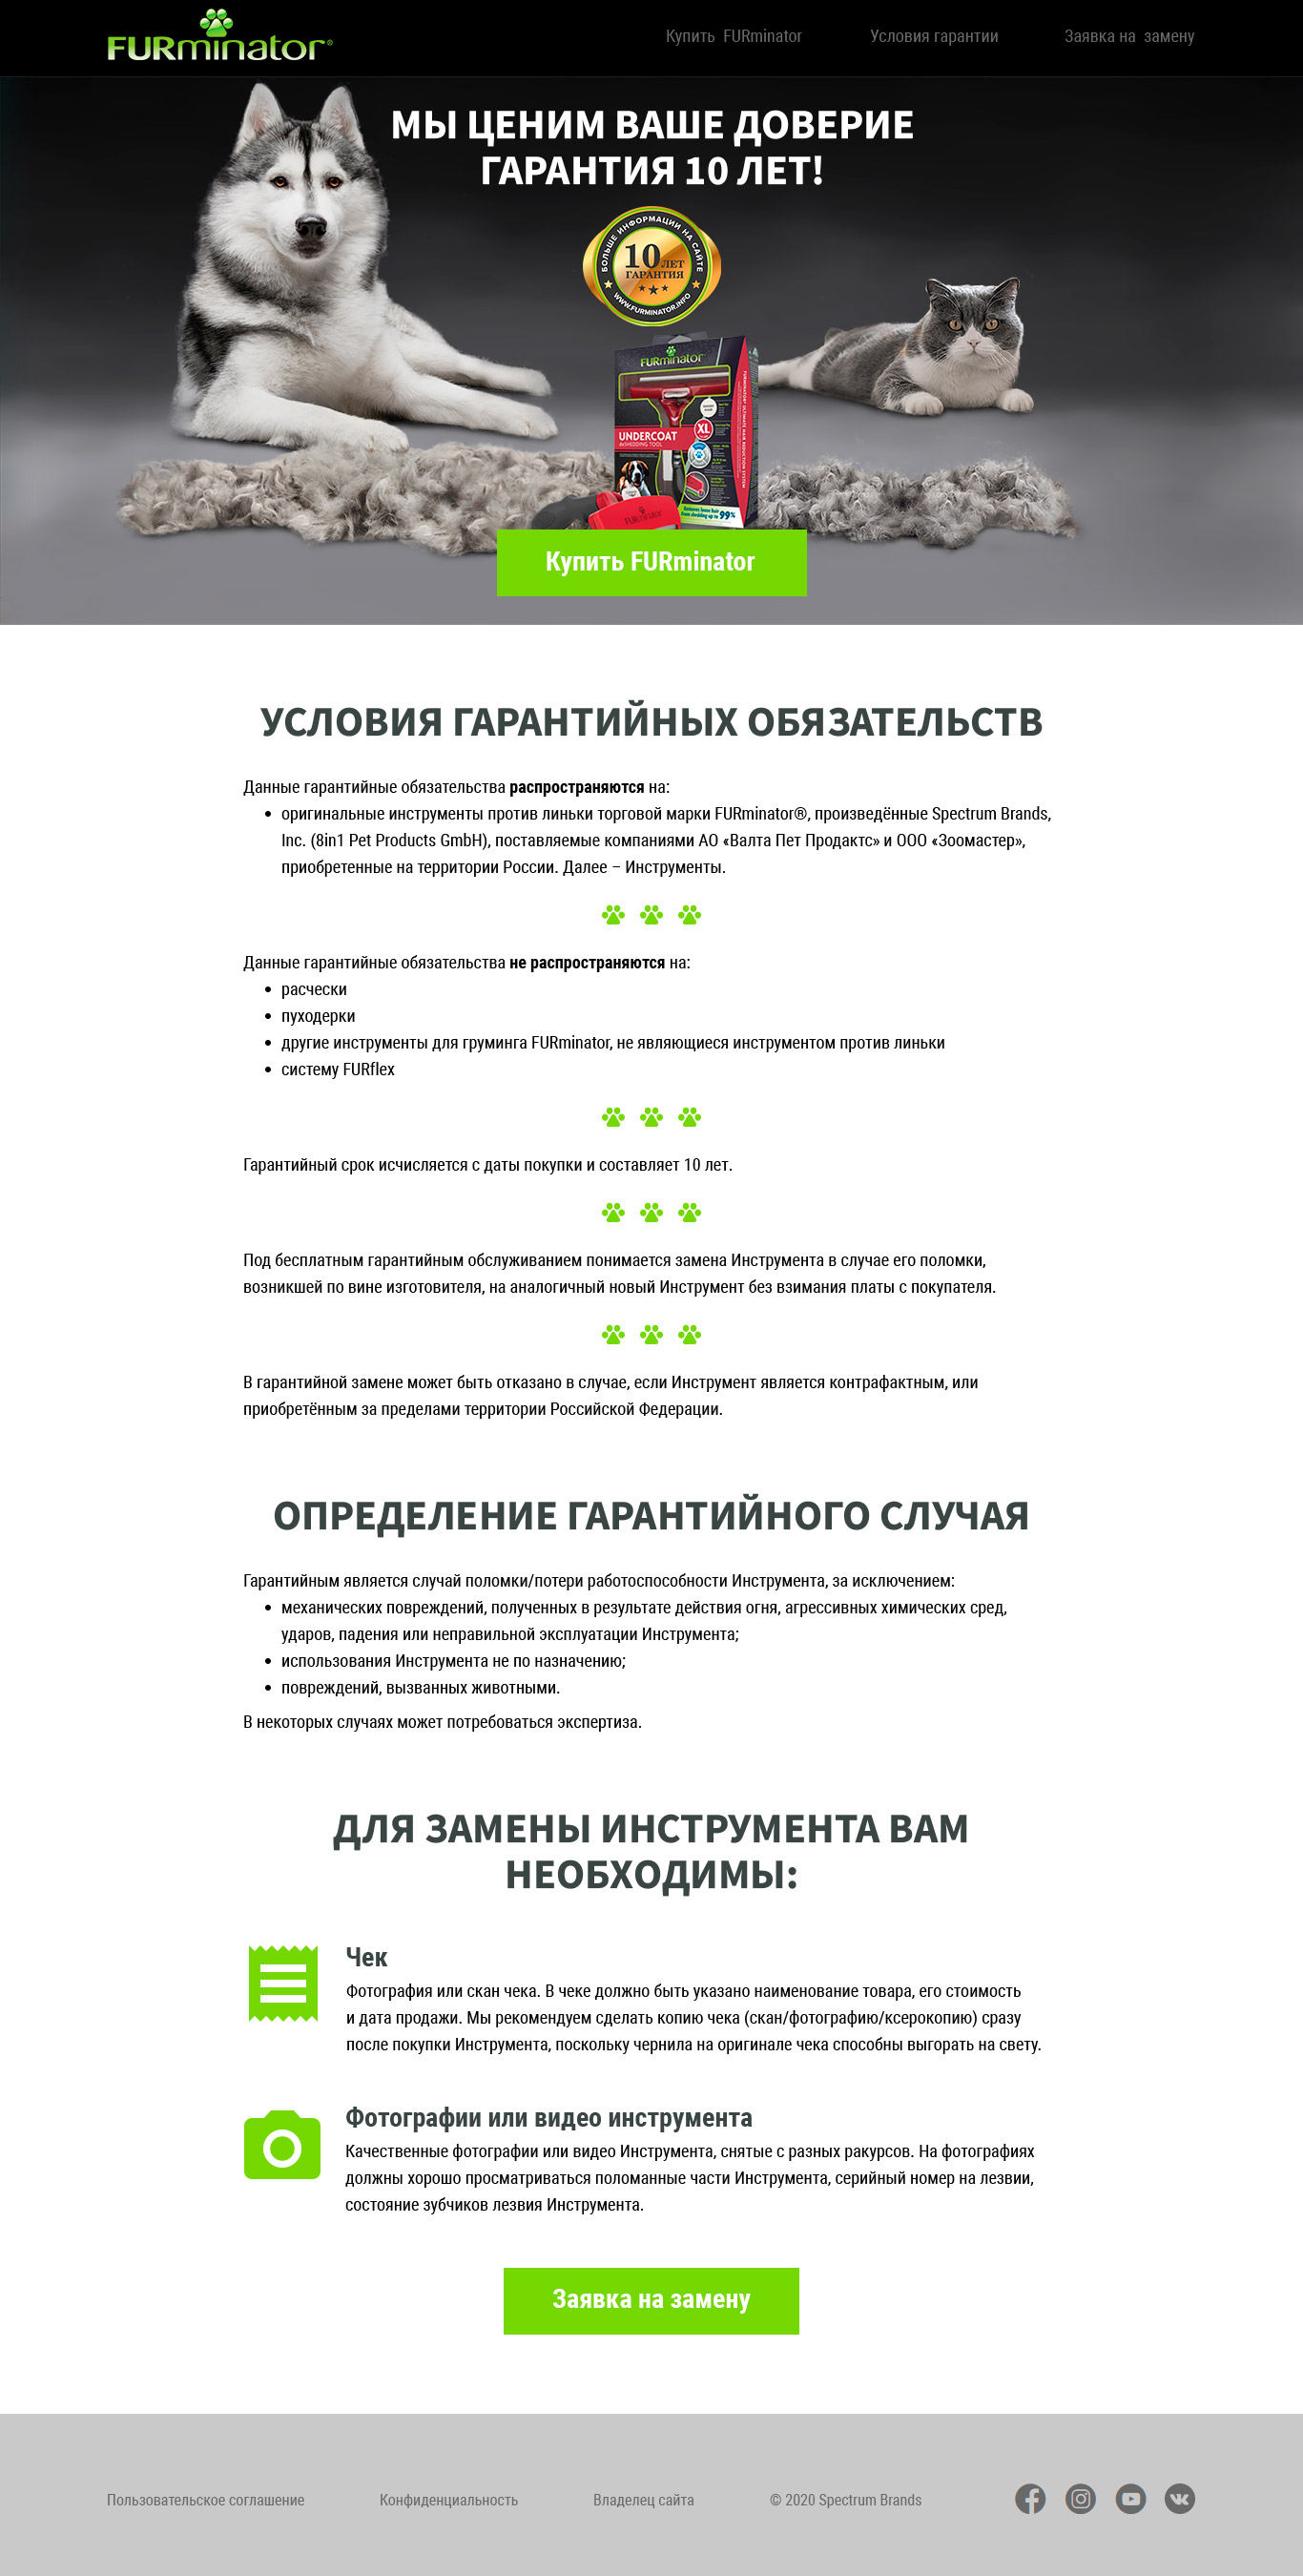 FURminator®
Купить FURminator
Условия гарантии
Заявка на замену
МЫ ЦЕНИМ ВАШЕ ДОВЕРИЕ
ГАРАНТИЯ 10 ЛЕТ!
БОЛЬШЕ ИНФОРМАЦИИ НА САЙТЕ
10 ЛЕТ
ГАРАНТИЯ
WWW.FURMINATOR.INFO
FURminator
UNDERCOAT
deSHEDDING TOOL
XL
99%
Купить FURminator
УСЛОВИЯ ГАРАНТИЙНЫХ ОБЯЗАТЕЛЬСТВ
Данные гарантийные обязательства распространяются на:
• оригинальные инструменты против линьки торговой марки FURminator®, произведённые Spectrum Brands,
Inc. (8in1 Pet Products GmbH), поставляемые компаниями АО «Валта Пет Продактс» и ООО «Зоомастер»,
приобретенные на территории России. Далее – Инструменты.
Данные гарантийные обязательства не распространяются на:
• расчески
• пуходерки
• другие инструменты для груминга FURminator, не являющиеся инструментом против линьки
• систему FURflex
Гарантийный срок исчисляется с даты покупки и составляет 10 лет.
Под бесплатным гарантийным обслуживанием понимается замена Инструмента в случае его поломки,
возникшей по вине изготовителя, на аналогичный новый Инструмент без взимания платы с покупателя.
В гарантийной замене может быть отказано в случае, если Инструмент является контрафактным, или
приобретённым за пределами территории Российской Федерации.
ОПРЕДЕЛЕНИЕ ГАРАНТИЙНОГО СЛУЧАЯ
Гарантийным является случай поломки/потери работоспособности Инструмента, за исключением:
• механических повреждений, полученных в результате действия огня, агрессивных химических сред,
ударов, падения или неправильной эксплуатации Инструмента;
• использования Инструмента не по назначению;
• повреждений, вызванных животными.
В некоторых случаях может потребоваться экспертиза.
ДЛЯ ЗАМЕНЫ ИНСТРУМЕНТА ВАМ
НЕОБХОДИМЫ:
Чек
Фотография или скан чека. В чеке должно быть указано наименование товара, его стоимость
и дата продажи. Мы рекомендуем сделать копию чека (скан/фотографию/ксерокопию) сразу
после покупки Инструмента, поскольку чернила на оригинале чека способны выгорать на свету.
Фотографии или видео инструмента
Качественные фотографии или видео Инструмента, снятые с разных ракурсов. На фотографиях
должны хорошо просматриваться поломанные части Инструмента, серийный номер на лезвии,
состояние зубчиков лезвия Инструмента.
Заявка на замену
Пользовательское соглашение
Конфиденциальность
Владелец сайта
© 2020 Spectrum Brands